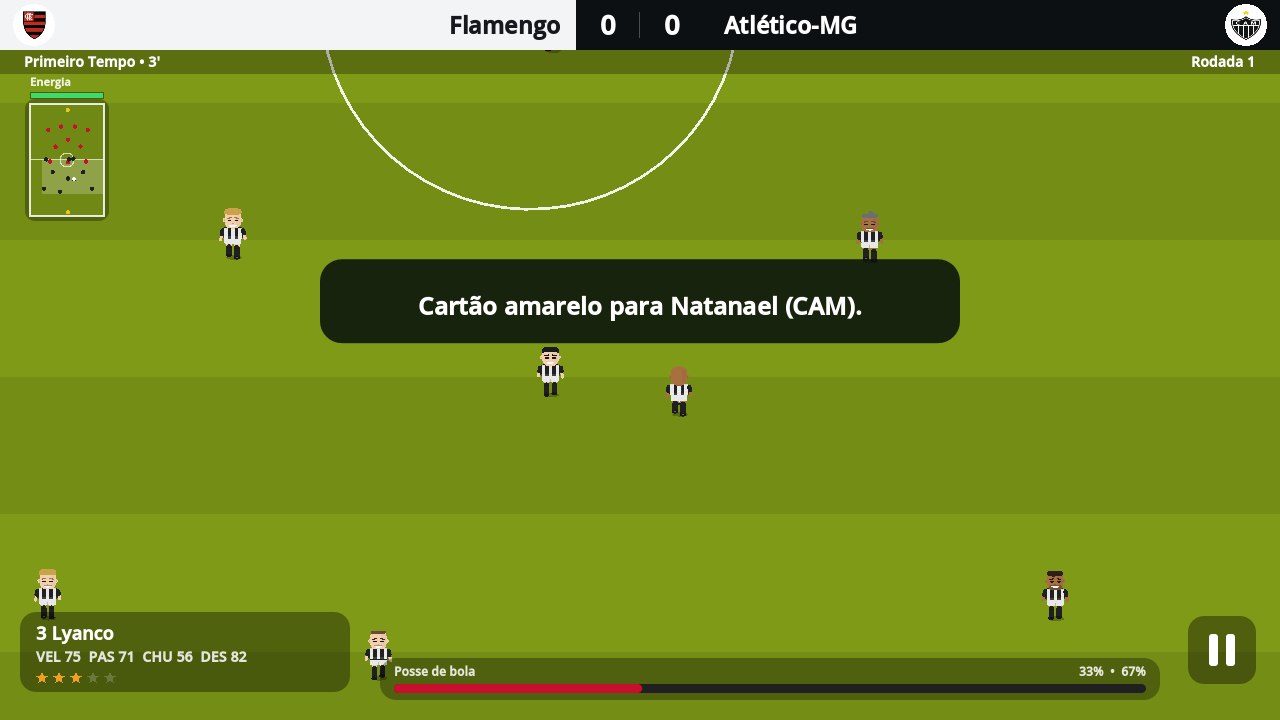 Flamengo 0 0 Atlético-MG
Primeiro Tempo • 3'
Rodada 1
Energia
Cartão amarelo para Natanael (CAM).
3 Lyanco
VEL 75 PAS 71 CHU 56 DES 82
Posse de bola
33% • 67%